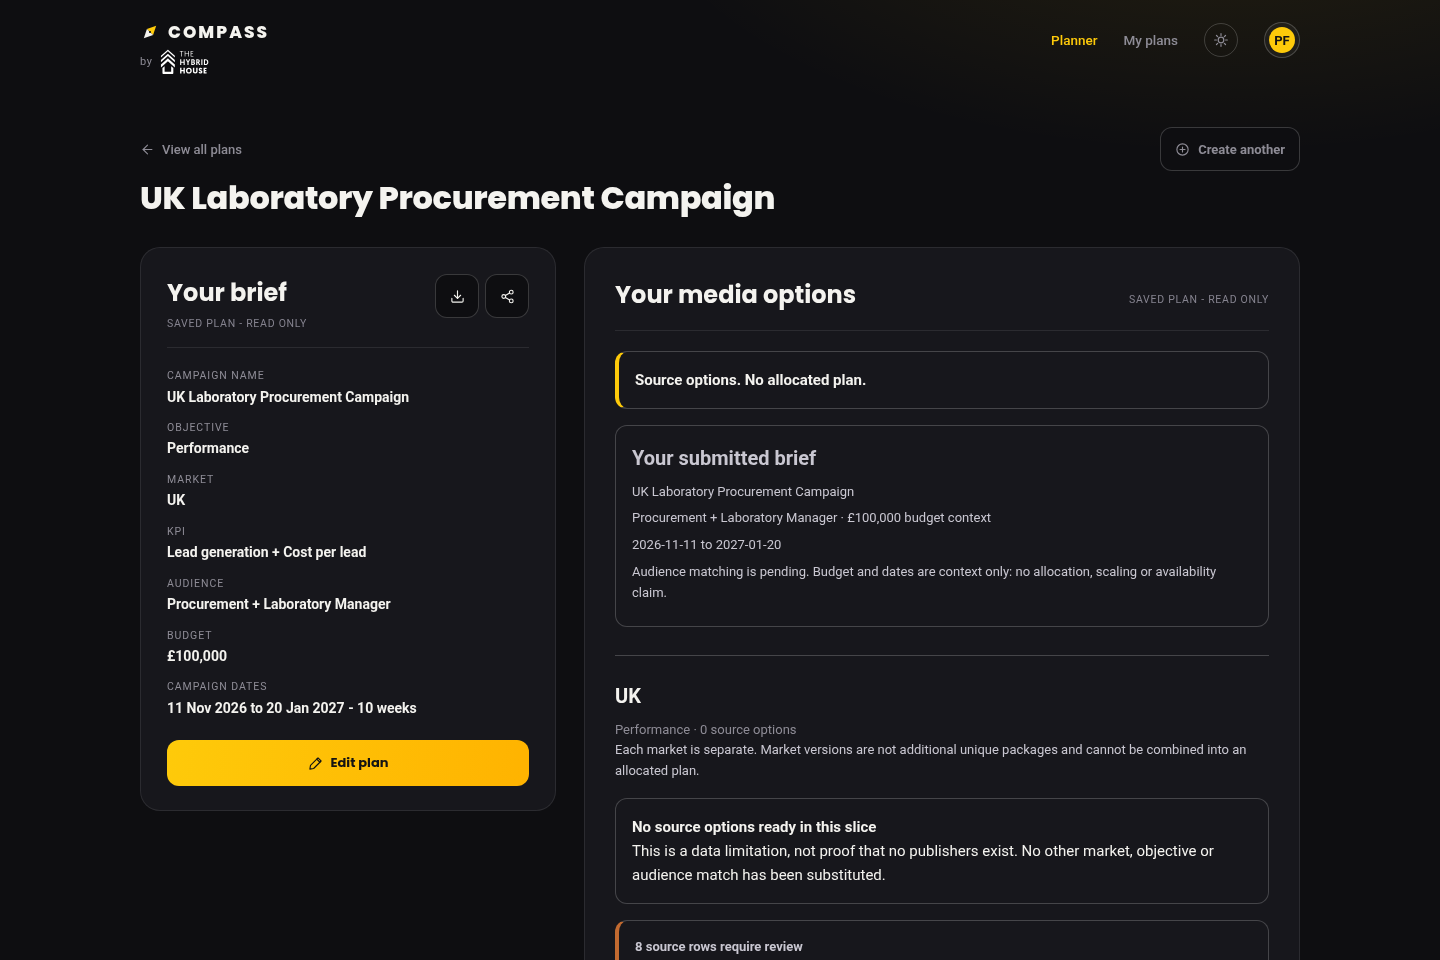 COMPASS
by THE HYBRID HOUSE
Planner
My plans
PF
View all plans
Create another
UK Laboratory Procurement Campaign
Your brief
SAVED PLAN - READ ONLY
CAMPAIGN NAME
UK Laboratory Procurement Campaign
OBJECTIVE
Performance
MARKET
UK
KPI
Lead generation + Cost per lead
AUDIENCE
Procurement + Laboratory Manager
BUDGET
£100,000
CAMPAIGN DATES
11 Nov 2026 to 20 Jan 2027 - 10 weeks
Edit plan
Your media options
SAVED PLAN - READ ONLY
Source options. No allocated plan.
Your submitted brief
UK Laboratory Procurement Campaign
Procurement + Laboratory Manager · £100,000 budget context
2026-11-11 to 2027-01-20
Audience matching is pending. Budget and dates are context only: no allocation, scaling or availability
claim.
UK
Performance · 0 source options
Each market is separate. Market versions are not additional unique packages and cannot be combined into an
allocated plan.
No source options ready in this slice
This is a data limitation, not proof that no publishers exist. No other market, objective or
audience match has been substituted.
8 source rows require review